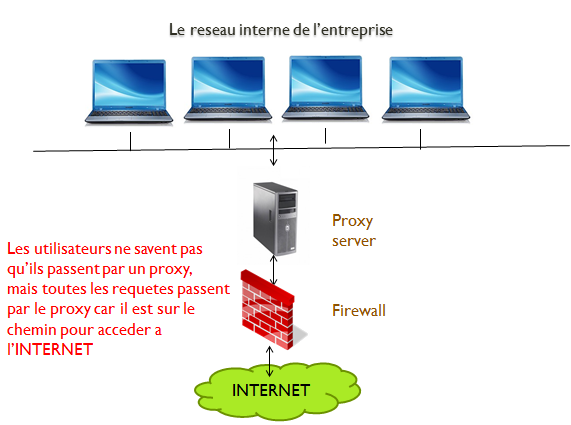 Le reseau interne de l'entreprise
Proxy
server
Les utilisateurs ne savent pas
qu'ils passent par un proxy,
mais toutes les requetes passent
par le proxy car il est sur le
chemin pour acceder a
l'INTERNET
Firewall
INTERNET